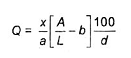 Q = x/a [A/L – b] 100/d